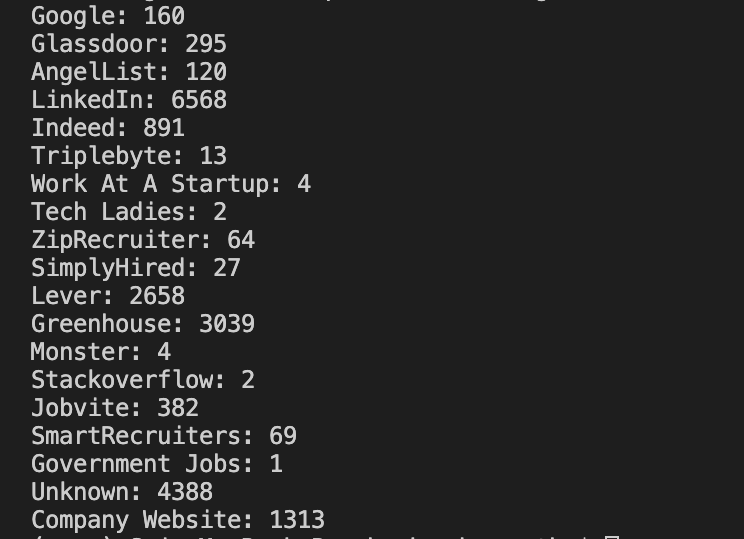 Google: 160
Glassdoor: 295
AngelList: 120
LinkedIn: 6568
Indeed: 891
Triplebyte: 13
Work At A Startup: 4
Tech Ladies: 2
ZipRecruiter: 64
SimplyHired: 27
Lever: 2658
Greenhouse: 3039
Monster: 4
Stackoverflow: 2
Jobvite: 382
SmartRecruiters: 69
Government Jobs: 1
Unknown: 4388
Company Website: 1313